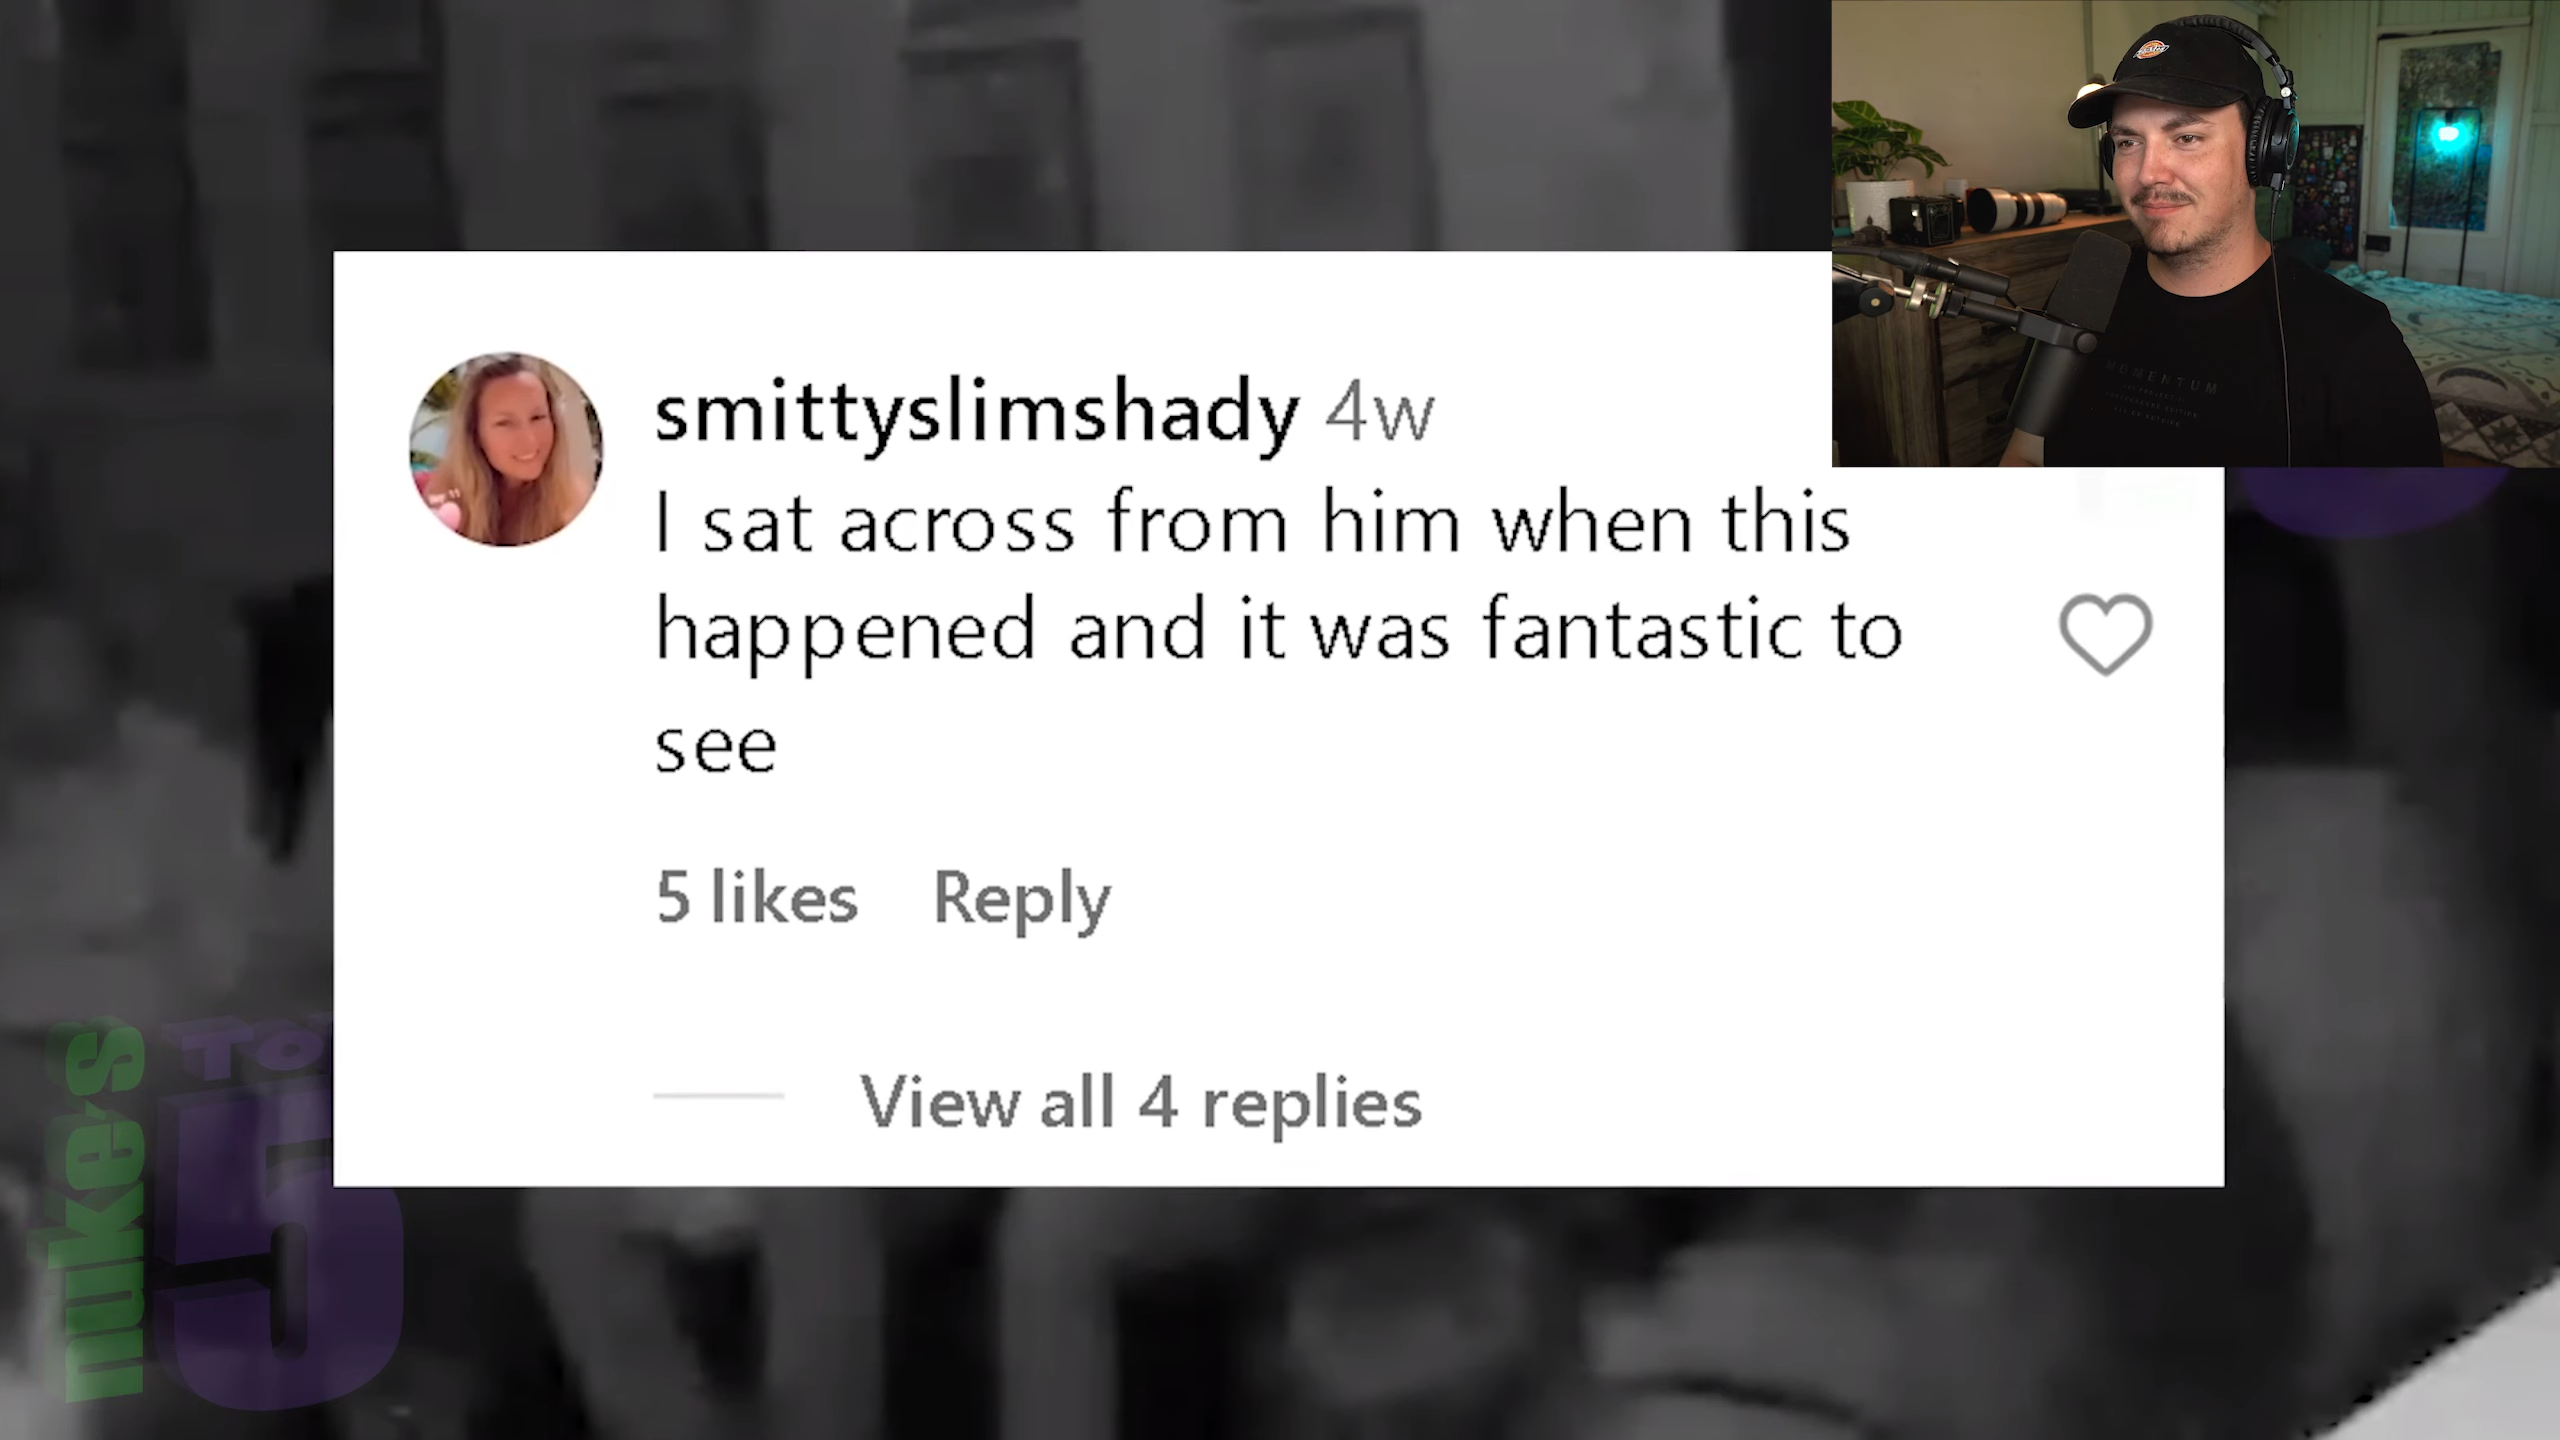 smittyslimshady 4w
I sat across from him when this
happened and it was fantastic to
see
5 likes Reply
View all 4 replies
nuke's
5
MOMENTUM